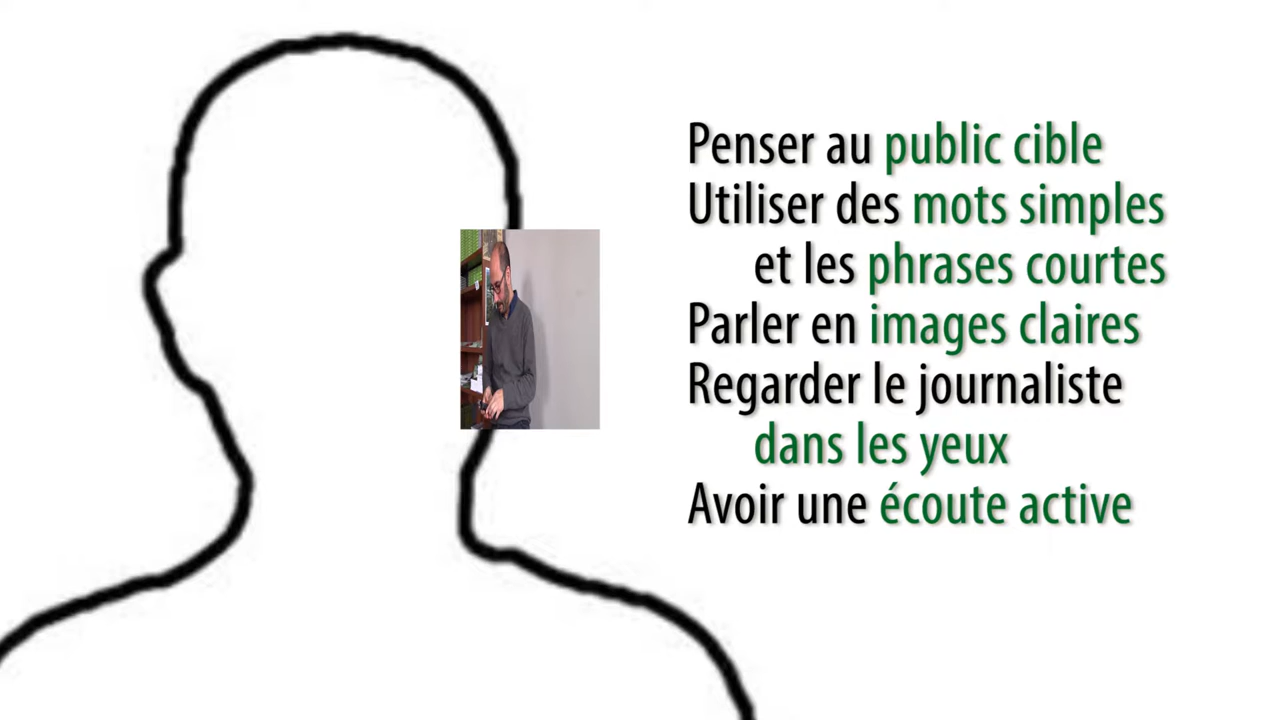 Penser au public cible
Utiliser des mots simples
et les phrases courtes
Parler en images claires
Regarder le journaliste
dans les yeux
Avoir une écoute active